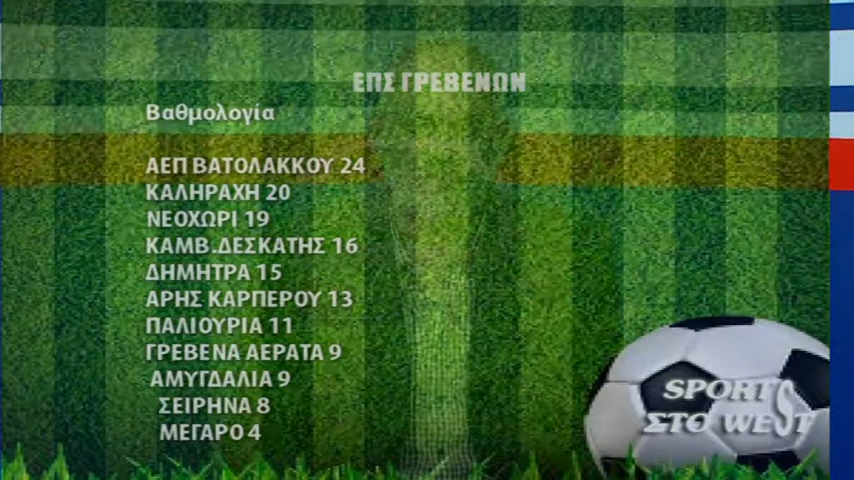 ΕΠΣ ΓΡΕΒΕΝΩΝ
Βαθμολογία
ΑΕΠ ΒΑΤΟΛΑΚΚΟΥ 24
ΚΑΛΗΡΑΧΗ 20
ΝΕΟΧΩΡΙ 19
ΚΑΜΒ.ΔΕΣΚΑΤΗΣ 16
ΔΗΜΗΤΡΑ 15
ΑΡΗΣ ΚΑΡΠΕΡΟΥ 13
ΠΑΛΙΟΥΡΙΑ 11
ΓΡΕΒΕΝΑ ΑΕΡΑΤΑ 9
ΑΜΥΓΔΑΛΙΑ 9
ΣΕΙΡΗΝΑ 8
ΜΕΓΑΡΟ 4
SPORTS
ΣΤΟ WEST